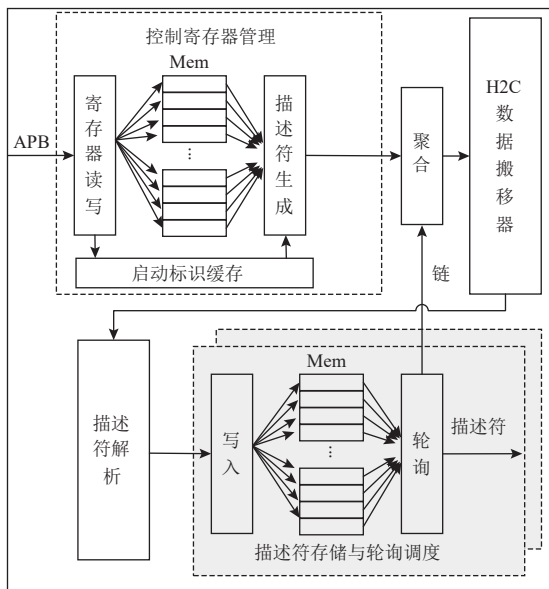 控制寄存器管理
Mem
APB
寄存器读写
⋮
描述符生成
启动标识缓存
聚合
H2C
数据搬移器
链
描述
符解
析
Mem
写入
⋮
轮询
描述符
描述符存储与轮询调度